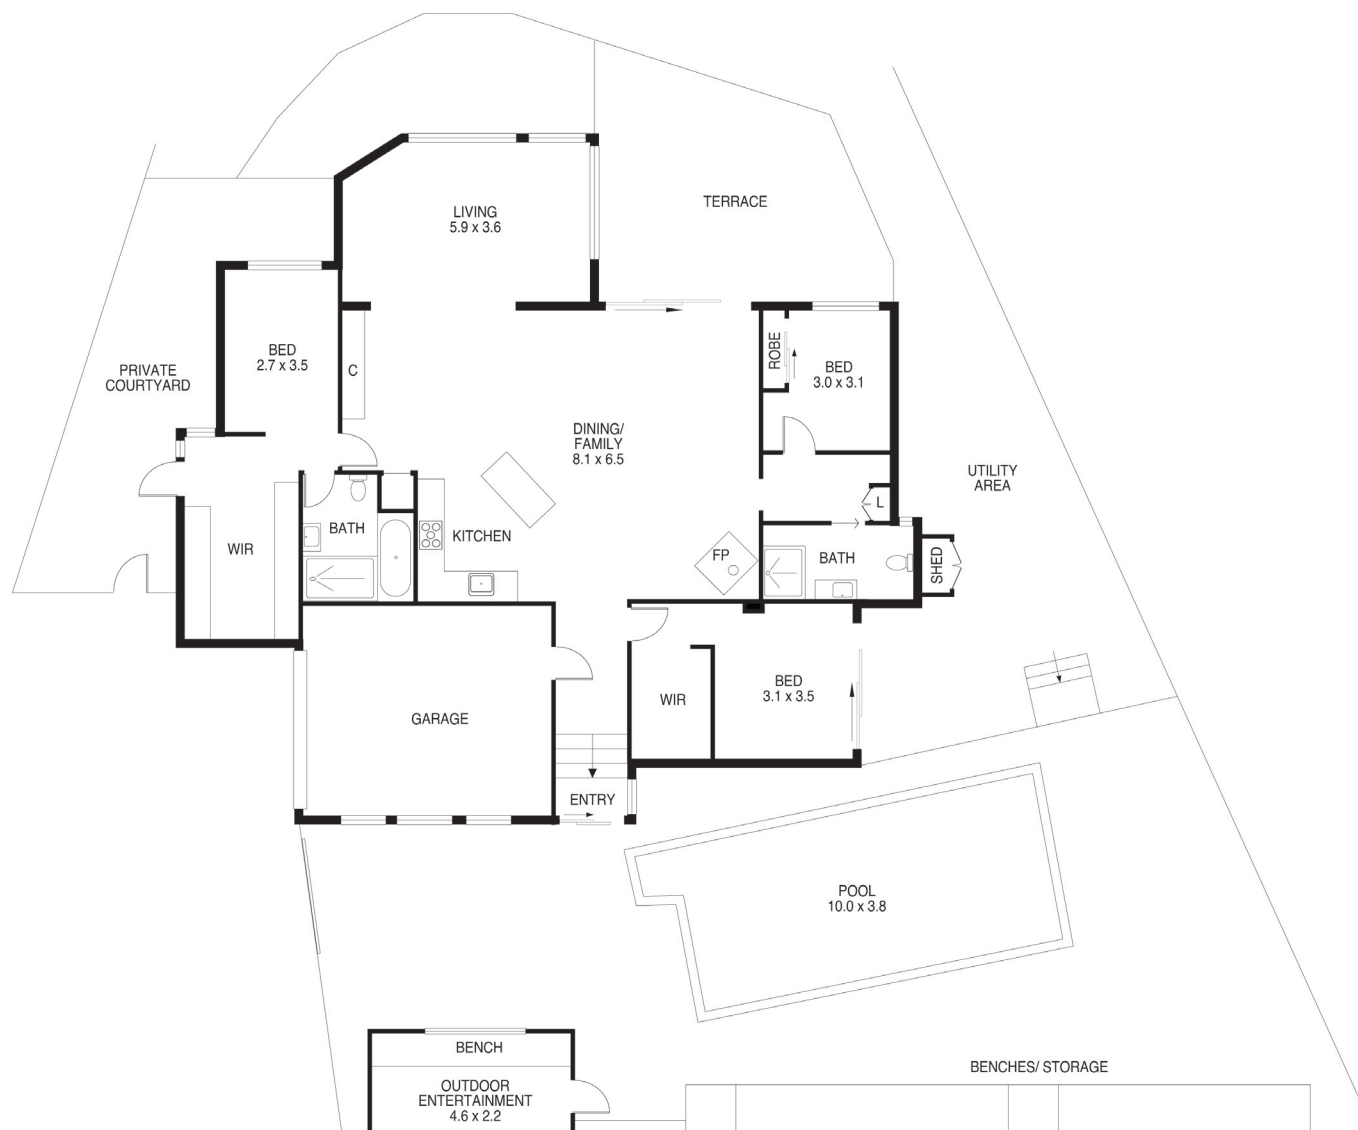 TERRACE
LIVING
5.9 x 3.6
BED
2.7 x 3.5
C
ROBE
BED
3.0 x 3.1
PRIVATE
COURTYARD
DINING/
FAMILY
8.1 x 6.5
UTILITY
AREA
L
BATH
KITCHEN
WIR
FP
BATH
SHED
BED
3.1 x 3.5
WIR
GARAGE
ENTRY
POOL
10.0 x 3.8
BENCH
BENCHES/ STORAGE
OUTDOOR
ENTERTAINMENT
4.6 x 2.2